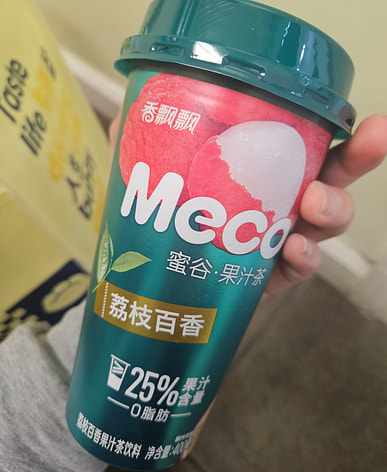 taste
life
香飘飘
Meco
蜜谷·果汁茶
荔枝百香
25%
果汁
含量
0脂肪
荔枝百香果汁茶饮料 净含量:400